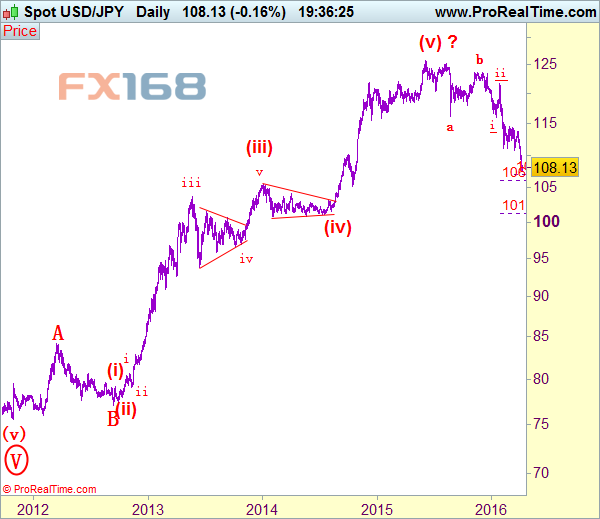 Spot USD/JPY Daily 108.13 (-0.16%) 19:36:25 www.ProRealTime.com
Price
FX168
(v) ?
b
ii
125
a
i
115
(iii)
v
iii
108.13
106
105
101
100
(iv)
iv
95
90
A
i
(i)
ii
B
(ii)
85
80
75
(v)
V
70
© ProRealTime.com
2012 2013 2014 2015 2016